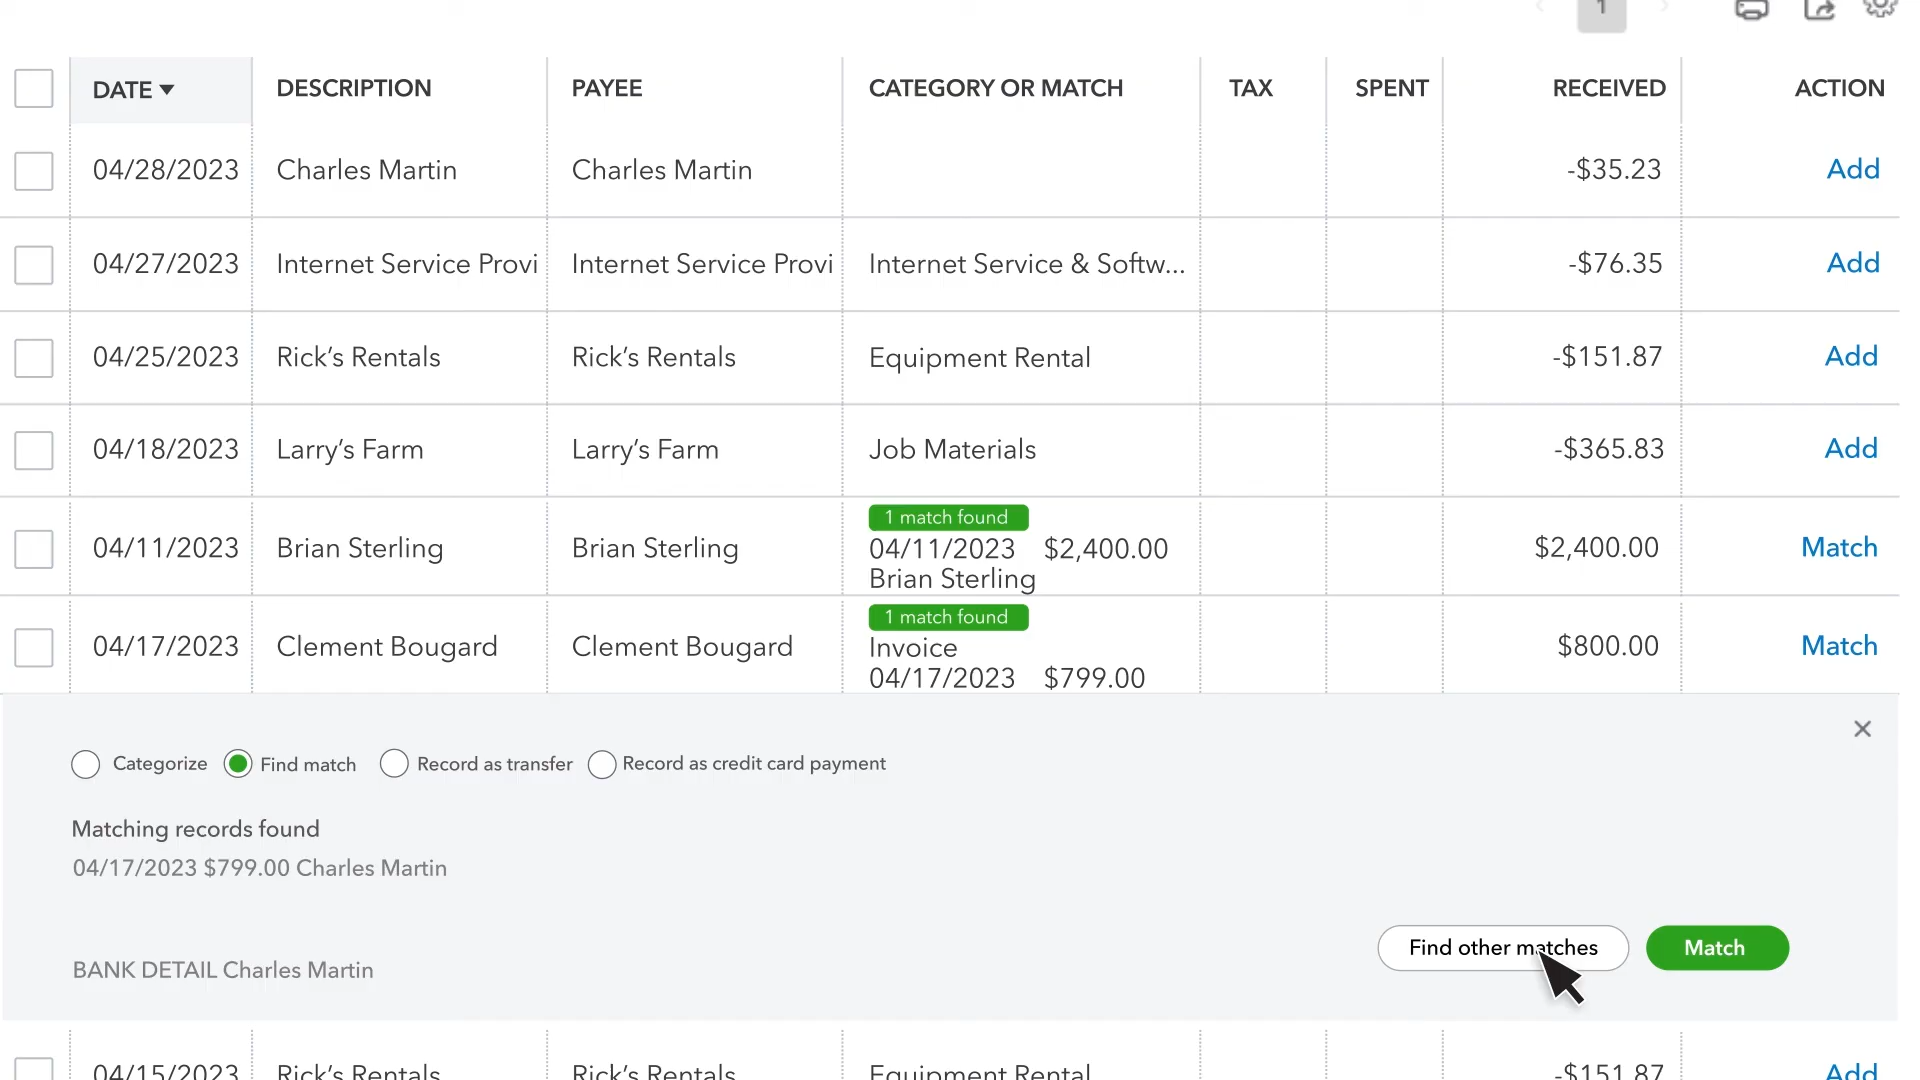 1
DATE DESCRIPTION PAYEE CATEGORY OR MATCH TAX SPENT RECEIVED ACTION
04/28/2023 Charles Martin Charles Martin -$35.23 Add
04/27/2023 Internet Service Provi Internet Service Provi Internet Service & Softw... -$76.35 Add
04/25/2023 Rick’s Rentals Rick’s Rentals Equipment Rental -$151.87 Add
04/18/2023 Larry’s Farm Larry’s Farm Job Materials -$365.83 Add
1 match found
04/11/2023 Brian Sterling Brian Sterling 04/11/2023 $2,400.00 $2,400.00 Match
Brian Sterling
1 match found
04/17/2023 Clement Bougard Clement Bougard Invoice $800.00 Match
04/17/2023 $799.00
Categorize Find match Record as transfer Record as credit card payment
Matching records found
04/17/2023 $799.00 Charles Martin
Find other matches Match
BANK DETAIL Charles Martin
04/15/2023 Rick’s Rentals Rick’s Rentals Equipment Rental -$151.87 Add